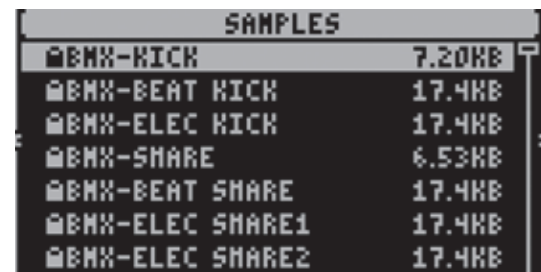 SAMPLES
BMX-KICK 7.20KB
BMX-BEAT KICK 17.4KB
BMX-ELEC KICK 17.4KB
BMX-SNARE 6.53KB
BMX-BEAT SNARE 17.4KB
BMX-ELEC SNARE1 17.4KB
BMX-ELEC SNARE2 17.4KB